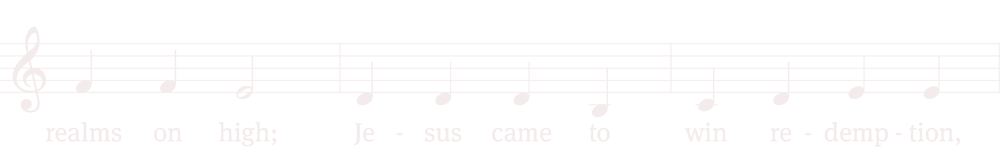 realms on high; Je - sus came to win re - demp - tion,